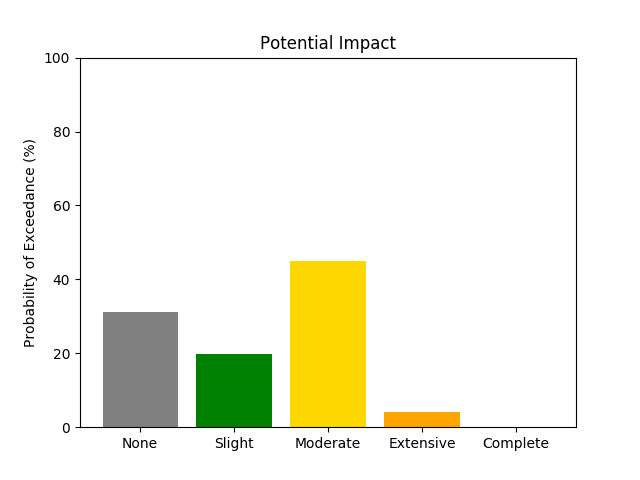 Potential Impact
Probability of Exceedance (%)
100
80
60
40
20
0
None Slight Moderate Extensive Complete